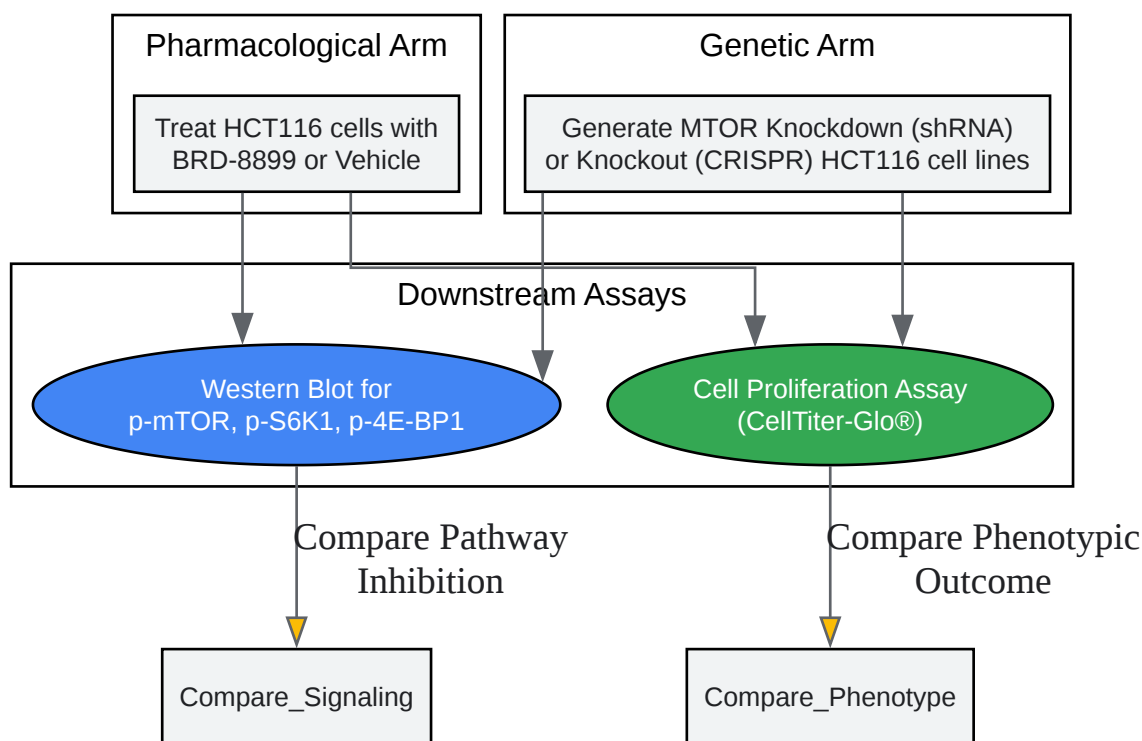 Pharmacological Arm
Treat HCT116 cells with
BRD-8899 or Vehicle
Genetic Arm
Generate MTOR Knockdown (shRNA)
or Knockout (CRISPR) HCT116 cell lines
Downstream Assays
Western Blot for
p-mTOR, p-S6K1, p-4E-BP1
Cell Proliferation Assay
(CellTiter-Glo®)
Compare Pathway
Inhibition
Compare Phenotypic
Outcome
Compare_Signaling
Compare_Phenotype